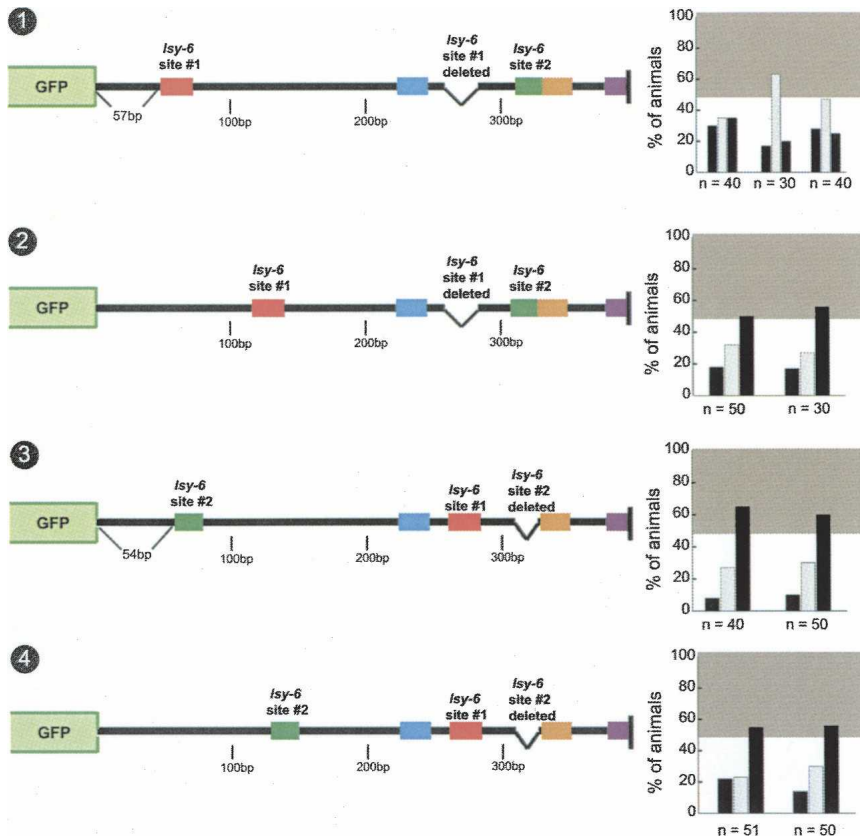 1
lsy-6
site #1
lsy-6
site #1
deleted
lsy-6
site #2
GFP
57bp
100bp
200bp
300bp
% of animals
100
80
60
40
20
0
n = 40
n = 30
n = 40
2
lsy-6
site #1
lsy-6
site #1
deleted
lsy-6
site #2
GFP
100bp
200bp
300bp
% of animals
100
80
60
40
20
0
n = 50
n = 30
3
lsy-6
site #2
lsy-6
site #1
lsy-6
site #2
deleted
GFP
54bp
100bp
200bp
300bp
% of animals
100
80
60
40
20
0
n = 40
n = 50
4
lsy-6
site #2
lsy-6
site #1
lsy-6
site #2
deleted
GFP
100bp
200bp
300bp
% of animals
100
80
60
40
20
0
n = 51
n = 50